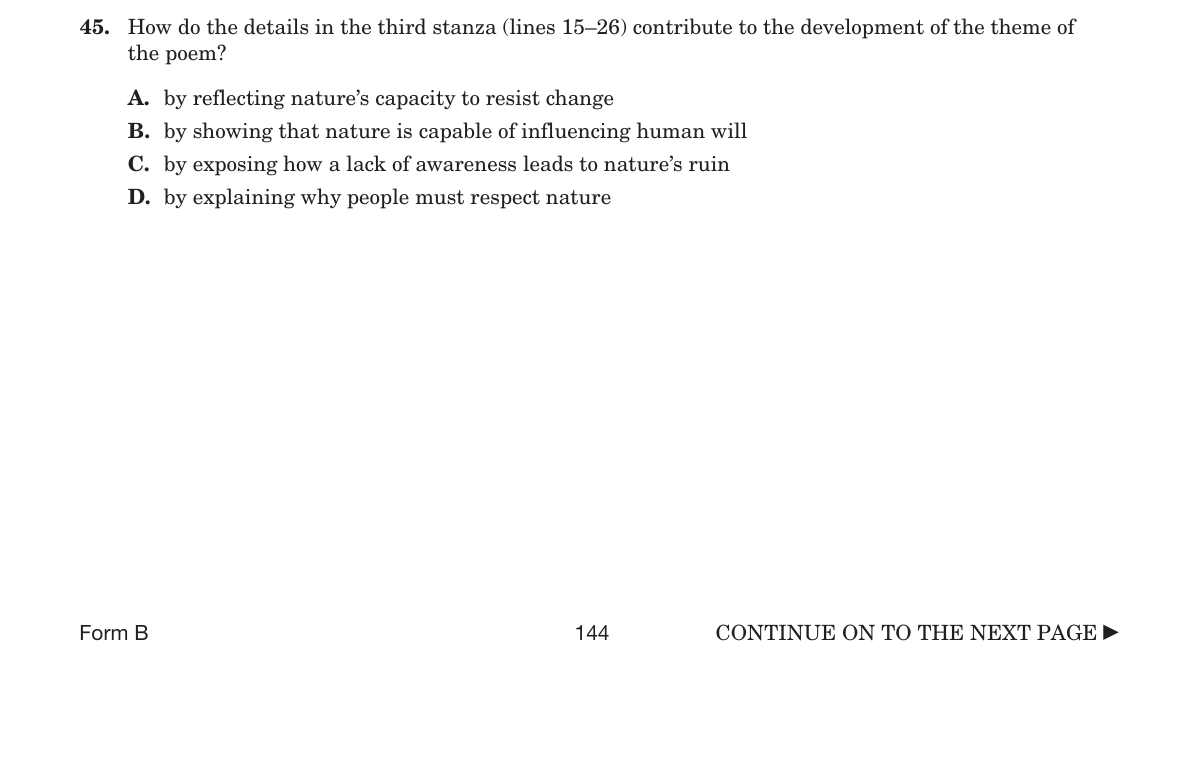 45. How do the details in the third stanza (lines 15–26) contribute to the development of the theme of
the poem?
A. by reflecting nature’s capacity to resist change
B. by showing that nature is capable of influencing human will
C. by exposing how a lack of awareness leads to nature’s ruin
D. by explaining why people must respect nature
Form B 144 CONTINUE ON TO THE NEXT PAGE ►